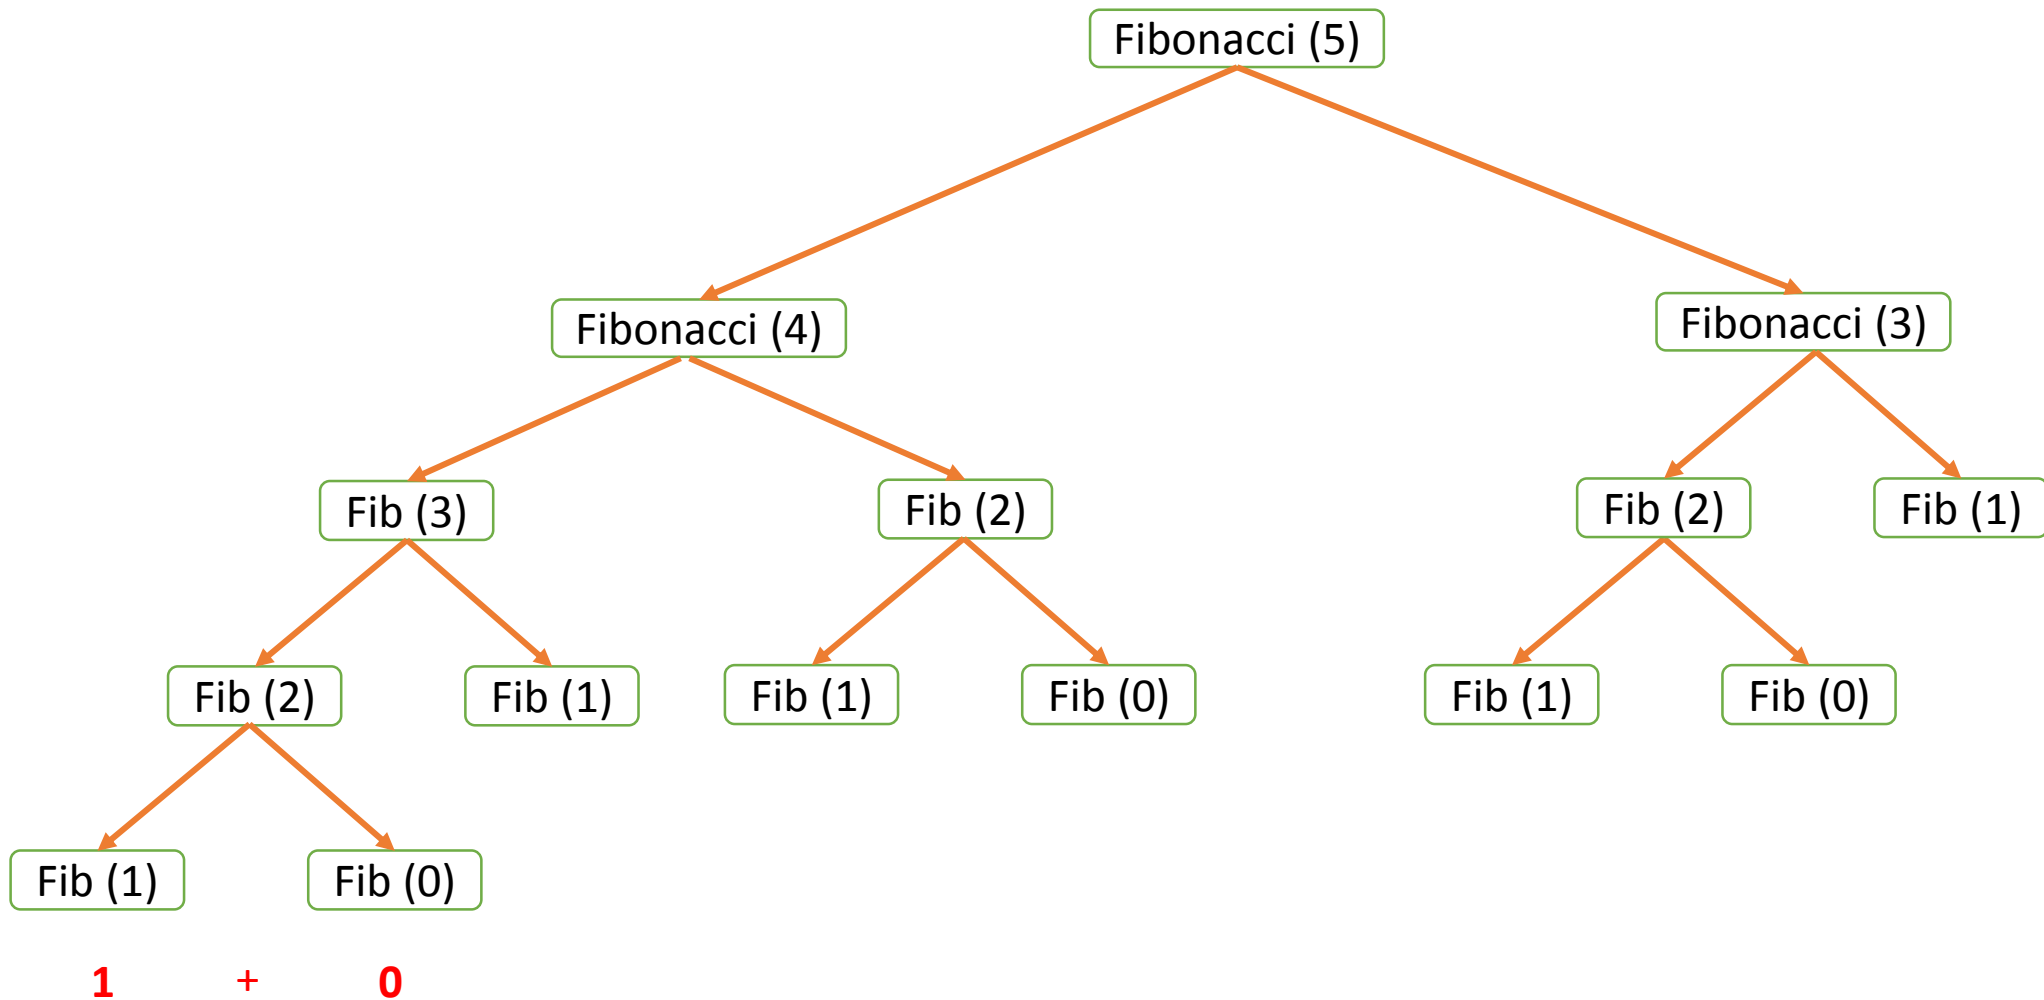 Fibonacci (5)
Fibonacci (4)
Fibonacci (3)
Fib (3)
Fib (2)
Fib (2)
Fib (1)
Fib (2)
Fib (1)
Fib (1)
Fib (0)
Fib (1)
Fib (0)
Fib (1)
Fib (0)
1 + 0